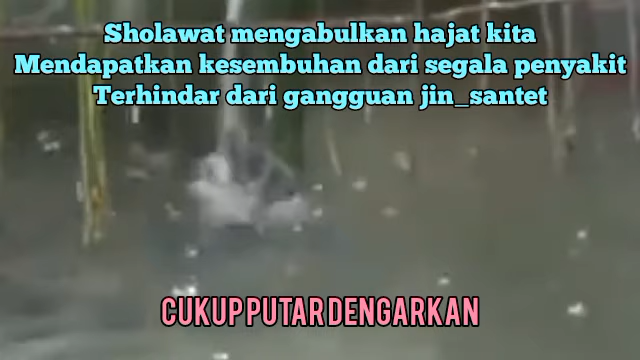 Sholawat mengabulkan hajat kita
Mendapatkan kesembuhan dari segala penyakit
Terhindar dari gangguan jin_santet
CUKUP PUTAR DENGARKAN